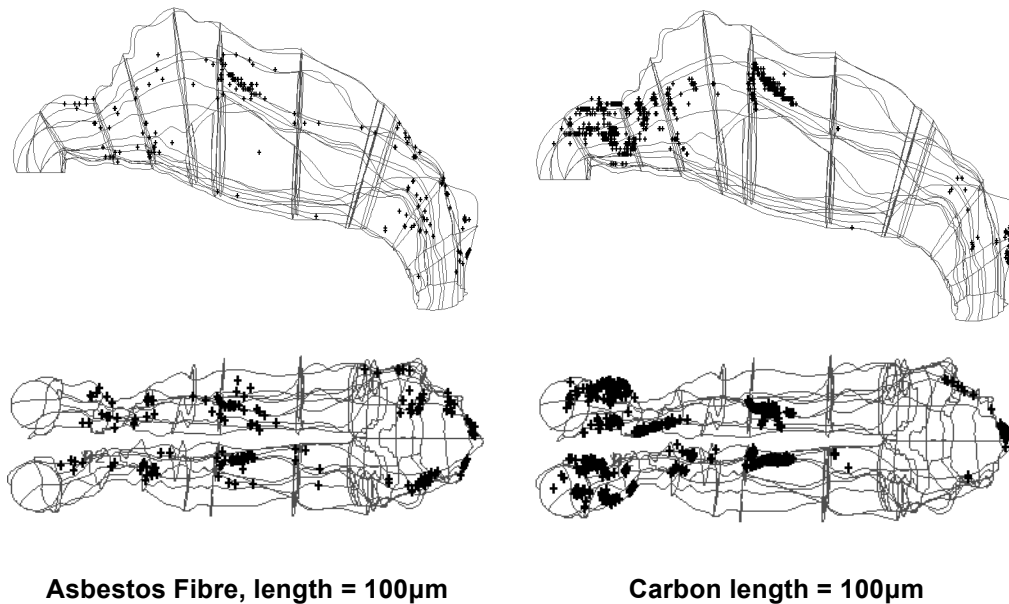 Asbestos Fibre, length = 100µm
Carbon length = 100µm